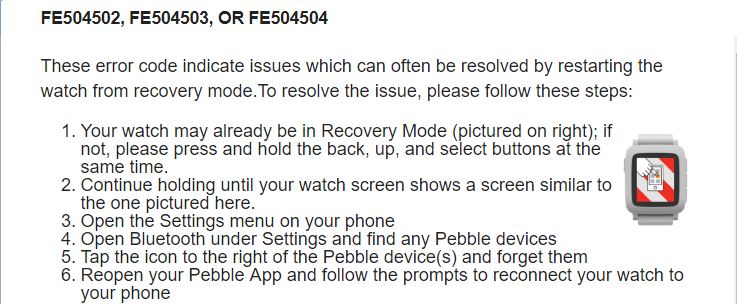 FE504502, FE504503, OR FE504504
These error code indicate issues which can often be resolved by restarting the
watch from recovery mode.To resolve the issue, please follow these steps:
1. Your watch may already be in Recovery Mode (pictured on right); if
not, please press and hold the back, up, and select buttons at the
same time.
2. Continue holding until your watch screen shows a screen similar to
the one pictured here.
3. Open the Settings menu on your phone
4. Open Bluetooth under Settings and find any Pebble devices
5. Tap the icon to the right of the Pebble device(s) and forget them
6. Reopen your Pebble App and follow the prompts to reconnect your watch to
your phone